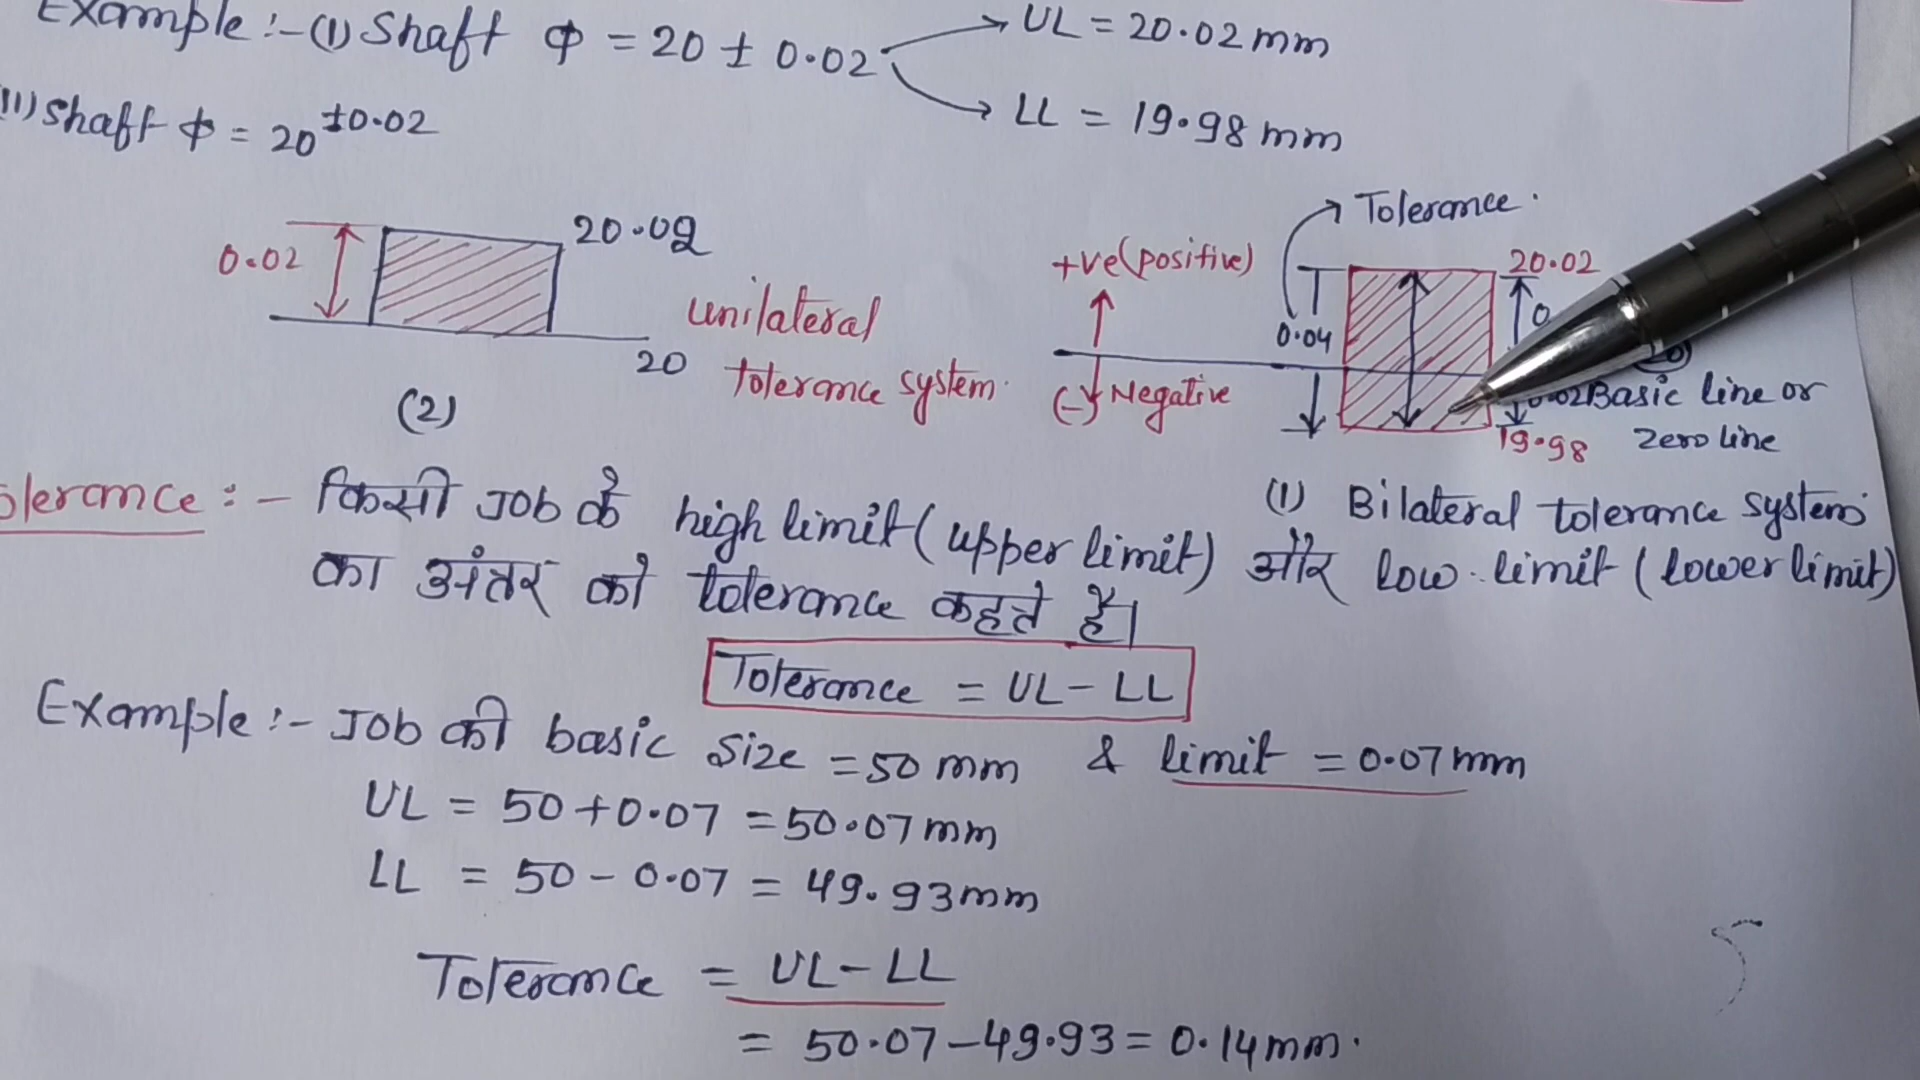 Example :- (1) Shaft ϕ = 20 ± 0.02
UL = 20.02 mm
LL = 19.98 mm
(11) Shaft ϕ = 20 ±0.02
0.02
20.02
20
unilateral
tolerance system.
(2)
Tolerance.
+ve(positive)
(-) Negative
0.04
20.02
0.02 Basic line or
zero line
19.98
(1) Bilateral tolerance system
olerance :- किसी Job के high limit (upper limit) और low limit (lower limit)
का अंतर को tolerance कहते हैं।
Tolerance = UL - LL
Example :- Job की basic size = 50 mm & limit = 0.07 mm
UL = 50 + 0.07 = 50.07 mm
LL = 50 - 0.07 = 49.93 mm
Tolerance = UL - LL
= 50.07 - 49.93 = 0.14 mm.